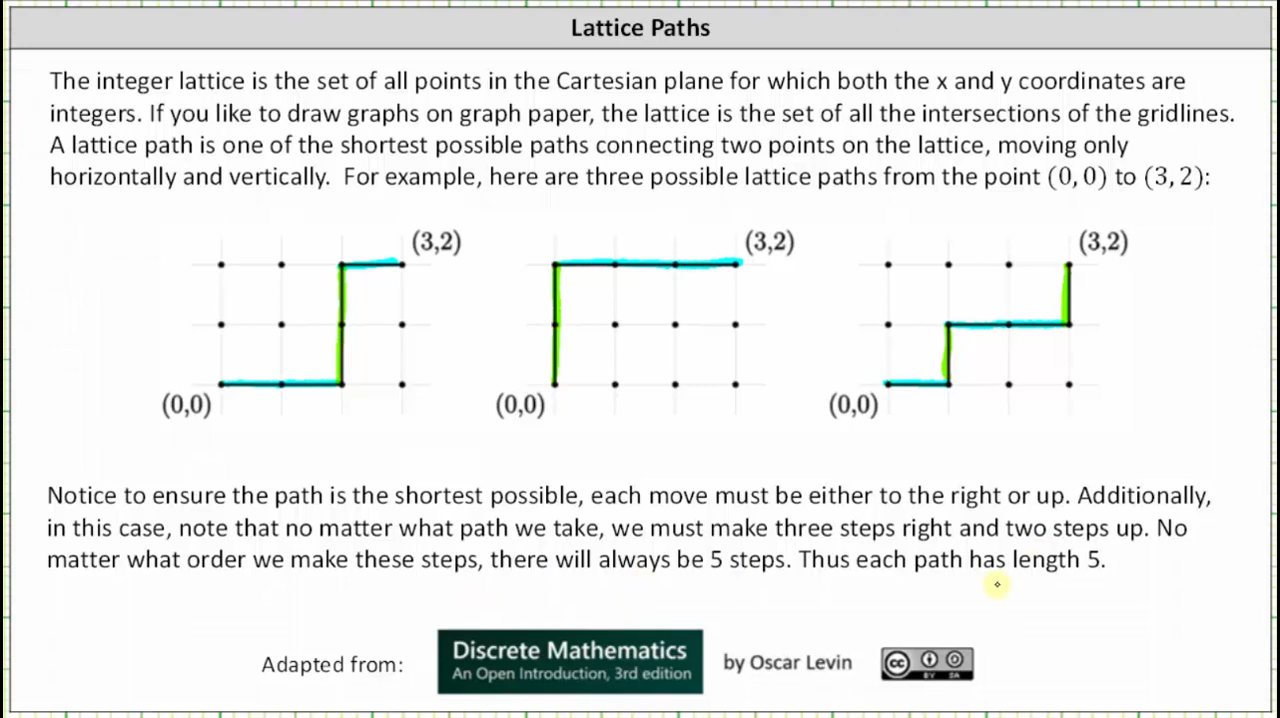 Lattice Paths
The integer lattice is the set of all points in the Cartesian plane for which both the x and y coordinates are
integers. If you like to draw graphs on graph paper, the lattice is the set of all the intersections of the gridlines.
A lattice path is one of the shortest possible paths connecting two points on the lattice, moving only
horizontally and vertically. For example, here are three possible lattice paths from the point (0, 0) to (3, 2):
(3,2) (3,2) (3,2)
(0,0) (0,0) (0,0)
Notice to ensure the path is the shortest possible, each move must be either to the right or up. Additionally,
in this case, note that no matter what path we take, we must make three steps right and two steps up. No
matter what order we make these steps, there will always be 5 steps. Thus each path has length 5.
Adapted from: Discrete Mathematics by Oscar Levin cc
An Open Introduction, 3rd edition
BY SA